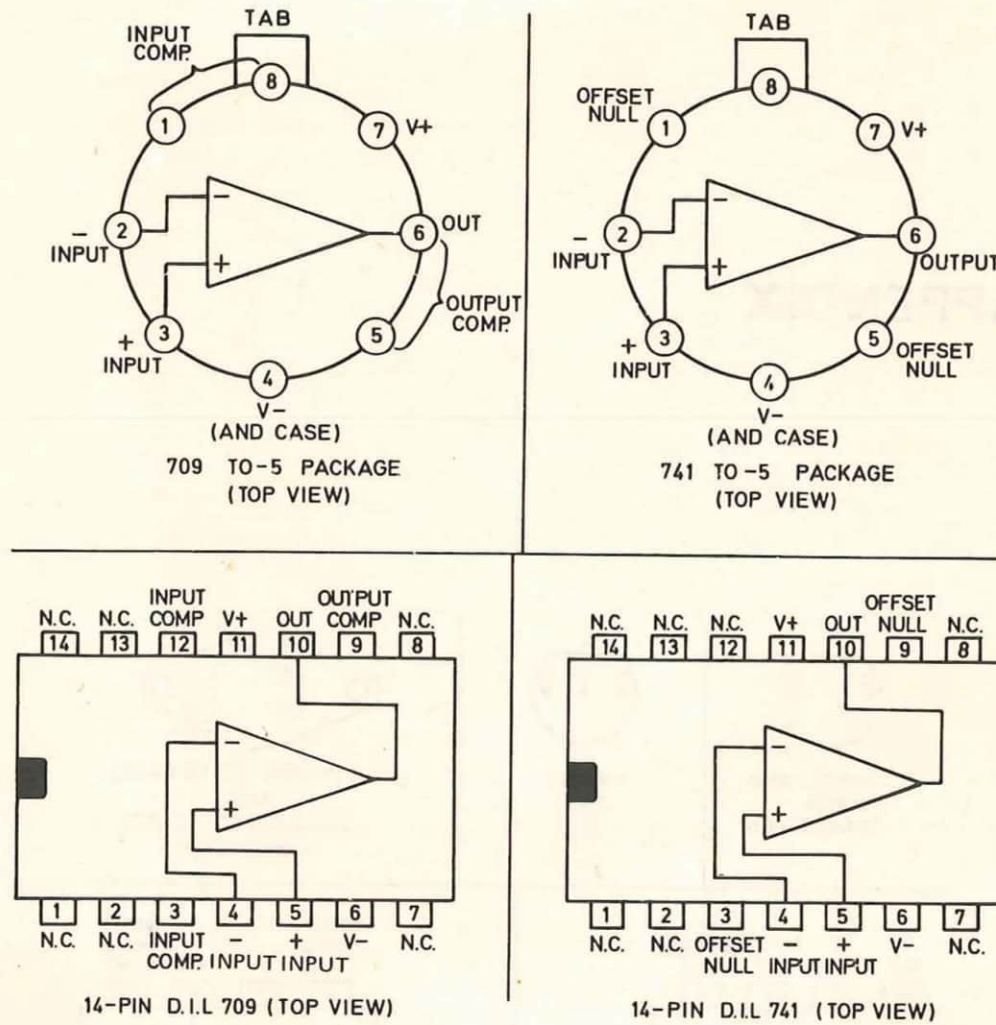 TAB
INPUT
COMP.
8
1
7 V+
2
- INPUT
-
+
6 OUT
OUTPUT
COMP.
3
+ INPUT
5
4
V-
(AND CASE)
709 TO-5 PACKAGE
(TOP VIEW)
TAB
OFFSET
NULL
8
1
7 V+
2
- INPUT
-
+
6
OUTPUT
3
+ INPUT
5
OFFSET
NULL
4
V-
(AND CASE)
741 TO-5 PACKAGE
(TOP VIEW)
INPUT OUTPUT
N.C. N.C. COMP V+ OUT COMP N.C.
14 13 12 11 10 9 8
-
+
1 2 3 4 5 6 7
N.C. N.C. INPUT - + V- N.C.
COMP. INPUT INPUT
14-PIN D.I.L 709 (TOP VIEW)
OFFSET
N.C. N.C. N.C. V+ OUT NULL N.C.
14 13 12 11 10 9 8
-
+
1 2 3 4 5 6 7
N.C. N.C. OFFSET - + V- N.C.
NULL INPUT INPUT
14-PIN D.I.L 741 (TOP VIEW)